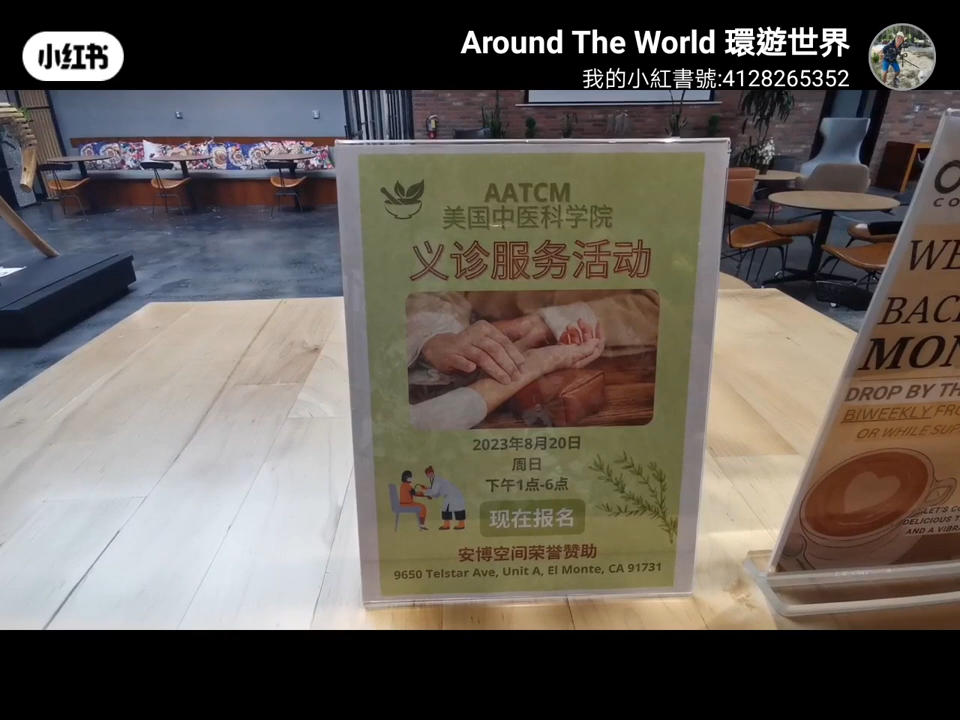 小红书
Around The World 環遊世界
我的小紅書號:4128265352
AATCM
美国中医科学院
义诊服务活动
2023年8月20日
周日
下午1点-6点
现在报名
安博空间荣誉赞助
9650 Telstar Ave, Unit A, El Monte, CA 91731
WE
BAC
MON
DROP BY TH
BIWEEKLY FRO
OR WHILE SUP
DELICIOUS T
AND A VIBRA